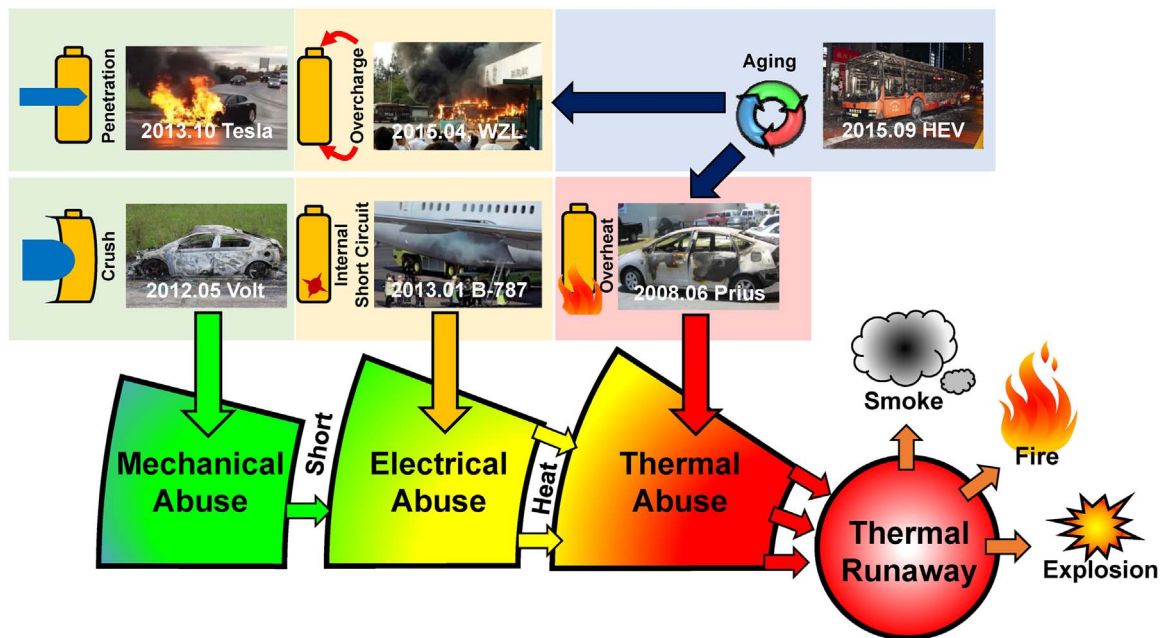 Penetration
2013.10 Tesla
Overcharge
2015.04, WZL
Aging
2015.09 HEV
Crush
2012.05 Volt
Internal
Short Circuit
2013.01 B-787
Overheat
2008.06 Prius
Mechanical
Abuse
Short
Electrical
Abuse
Heat
Thermal
Abuse
Thermal
Runaway
Smoke
Fire
Explosion